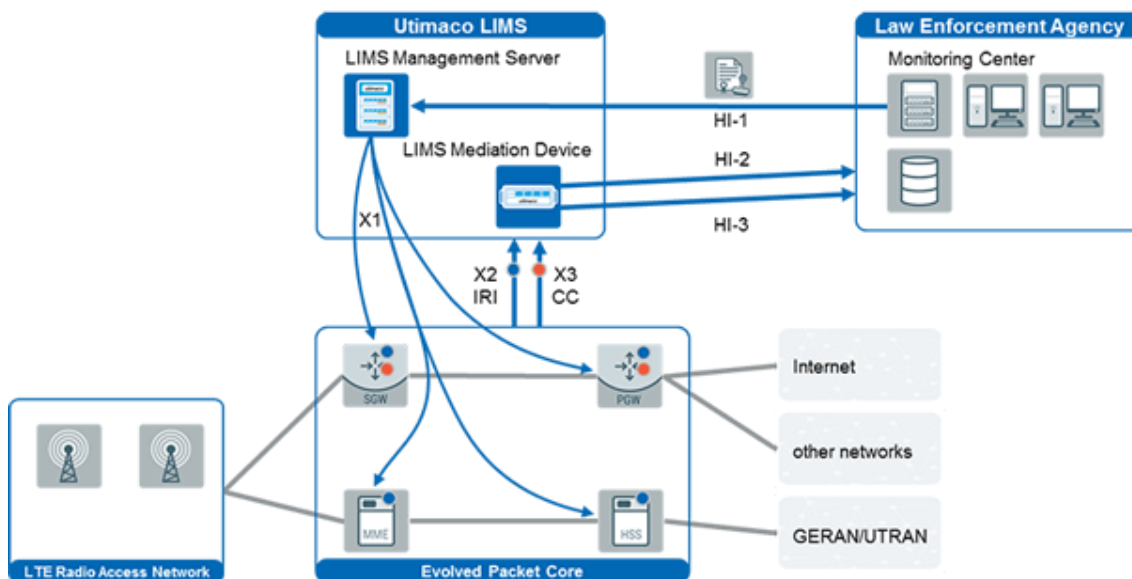 Utimaco LIMS
LIMS Management Server
utimaco
LIMS Mediation Device
utimaco
X1
X2
IRI
X3
CC
Law Enforcement Agency
Monitoring Center
HI-1
HI-2
HI-3
SGW
PGW
MME
HSS
Evolved Packet Core
LTE Radio Access Network
Internet
other networks
GERAN/UTRAN